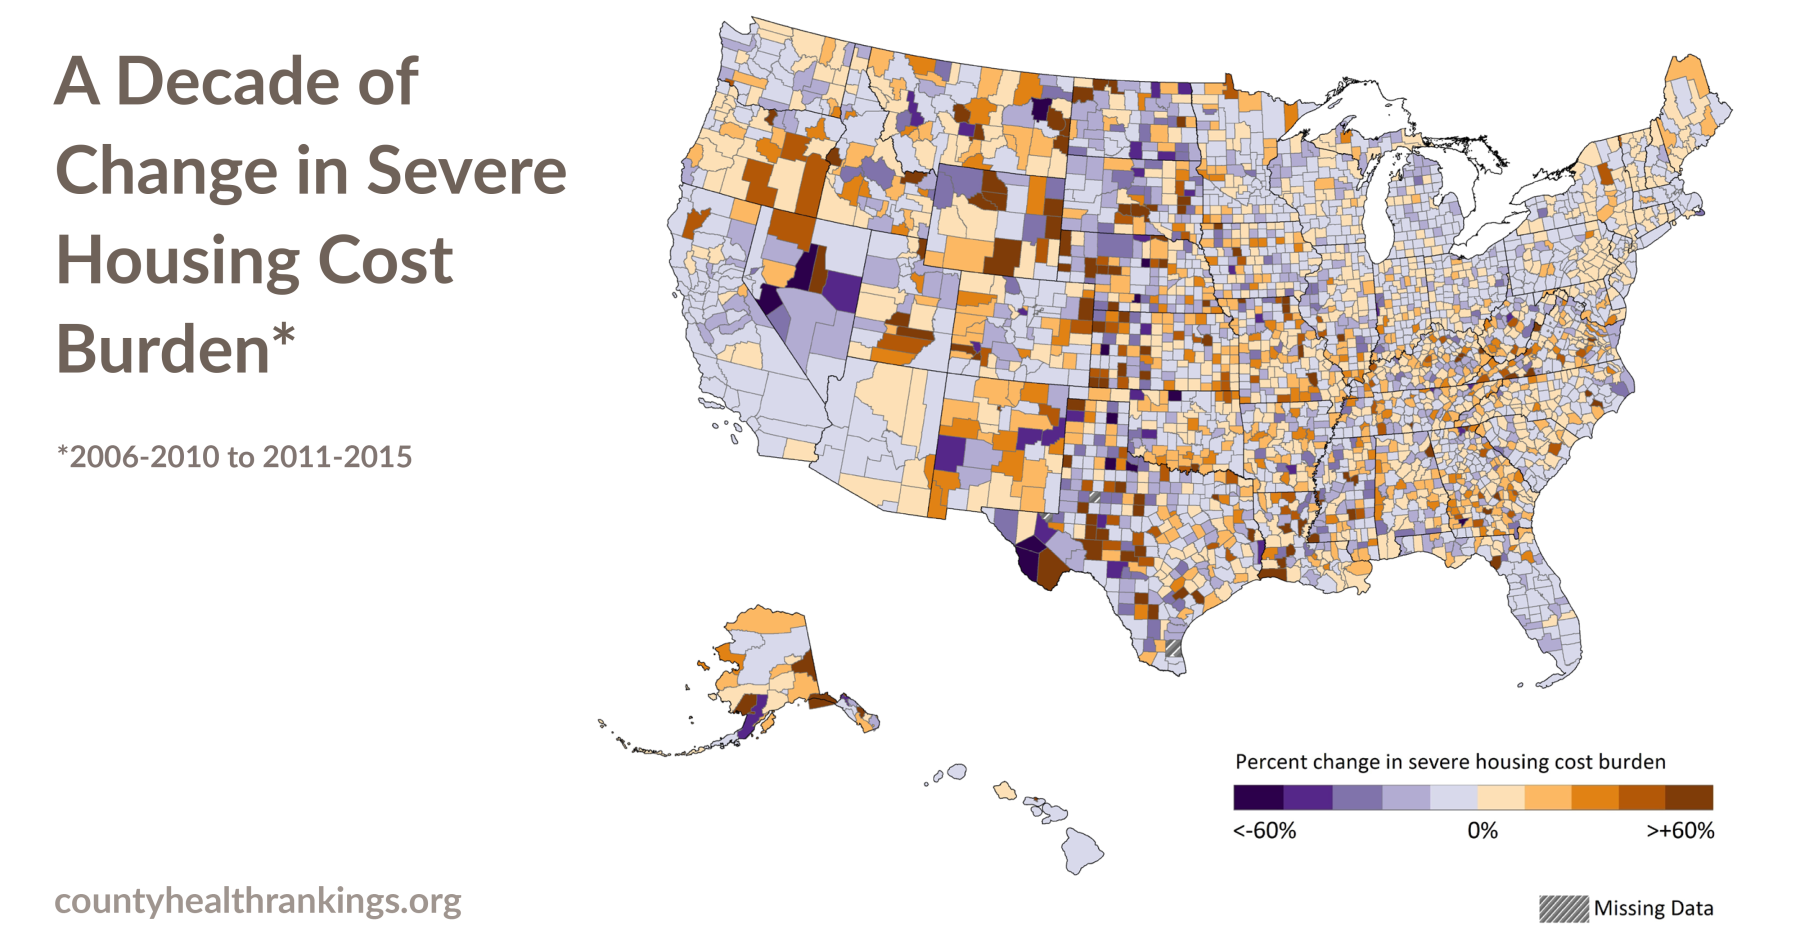 A Decade of
Change in Severe
Housing Cost
Burden*
*2006-2010 to 2011-2015
Percent change in severe housing cost burden
<-60% 0% >+60%
Missing Data
countyhealthrankings.org